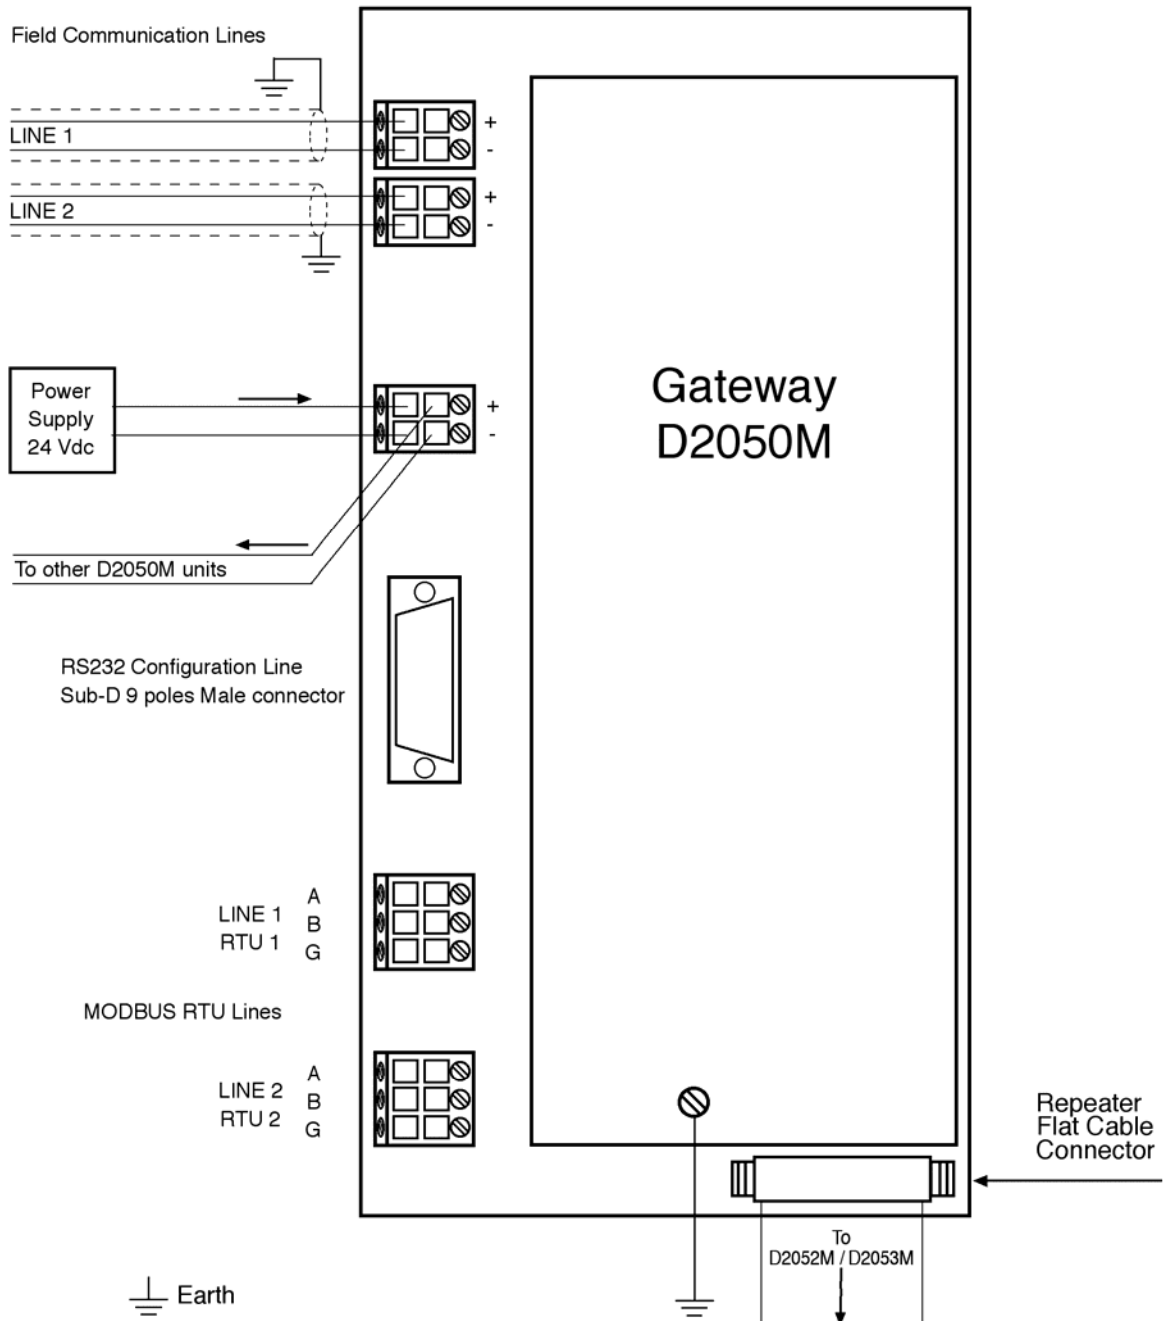 Field Communication Lines
+
LINE 1
-
+
LINE 2
-
Power
Supply
24 Vdc
+
-
Gateway
D2050M
To other D2050M units
RS232 Configuration Line
Sub-D 9 poles Male connector
A
LINE 1
B
RTU 1
G
MODBUS RTU Lines
A
LINE 2
B
RTU 2
G
Repeater
Flat Cable
Connector
To
D2052M / D2053M
Earth